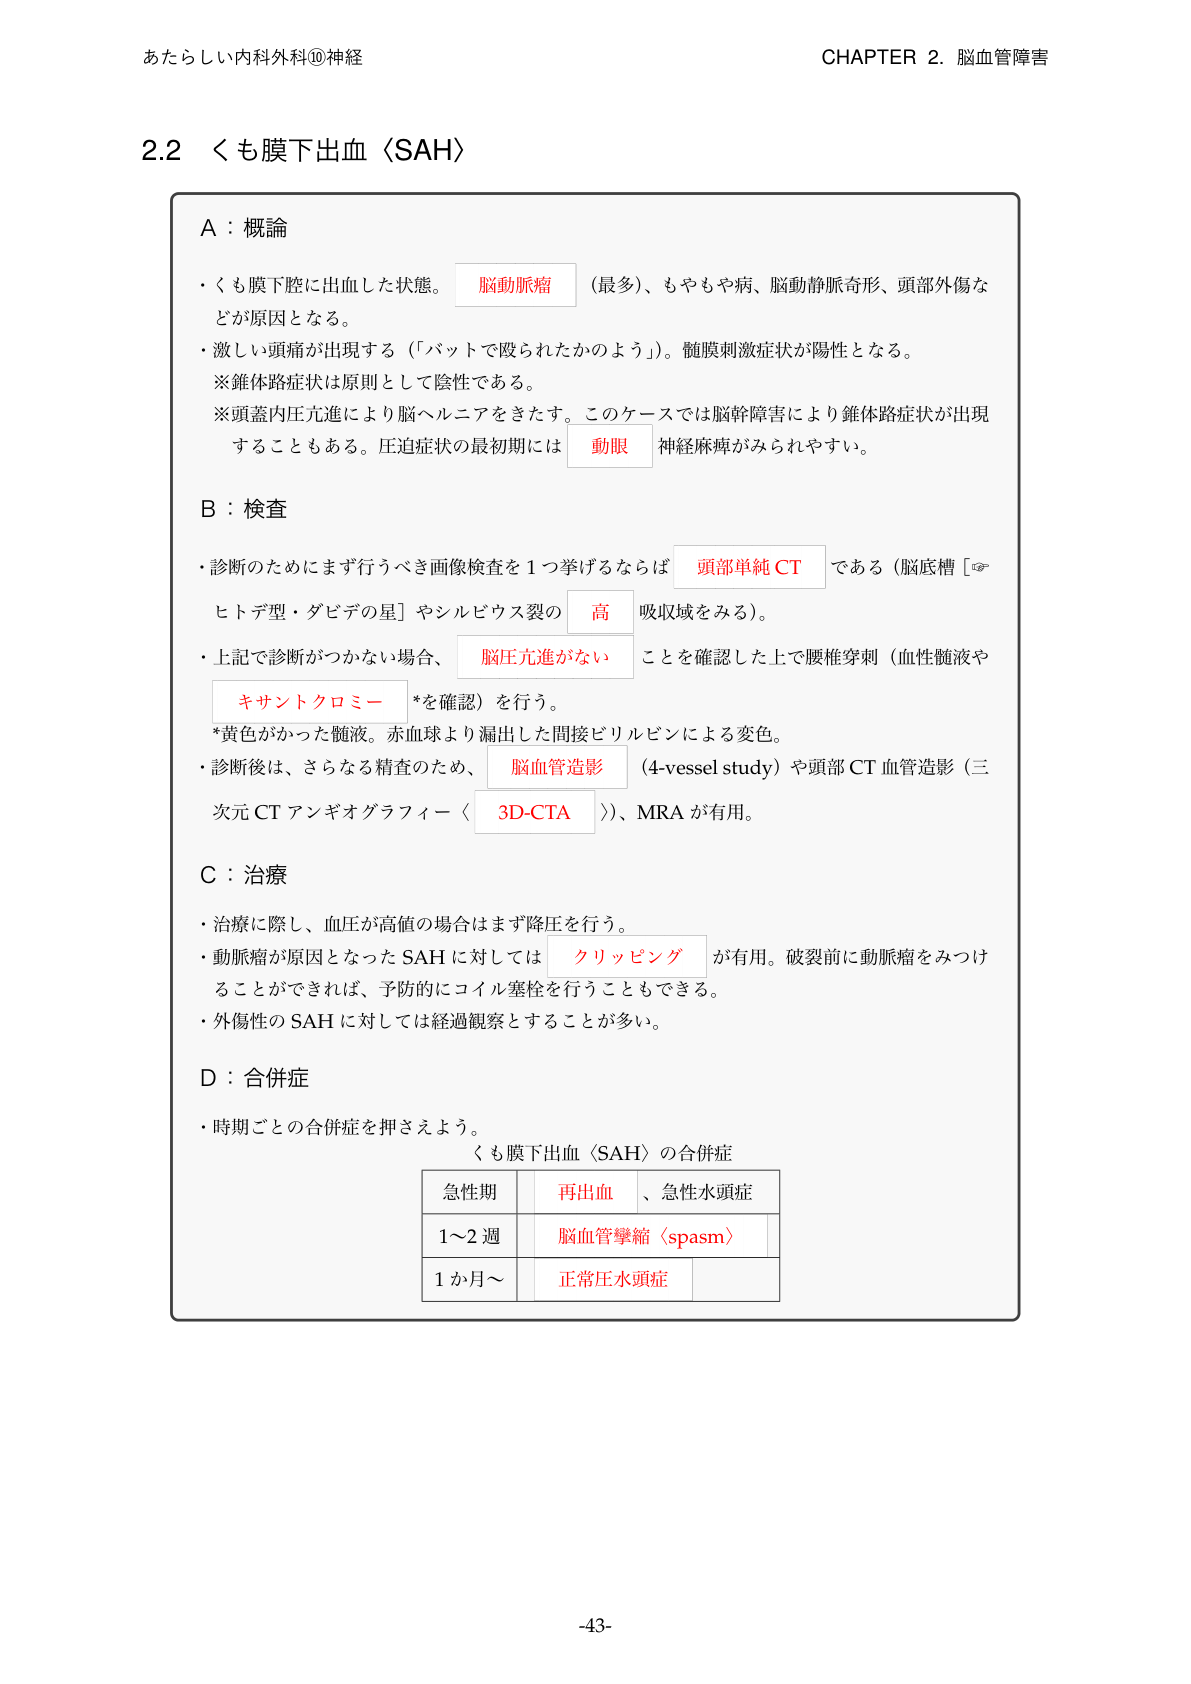 あたらしい内科外科⑩神経
CHAPTER 2. 脳血管障害
2.2 くも膜下出血〈SAH〉
A:概論
・くも膜下腔に出血した状態。 脳動脈瘤 (最多)、もやもや病、脳動静脈奇形、頭部外傷な
どが原因となる。
・激しい頭痛が出現する(「バットで殴られたかのよう」)。髄膜刺激症状が陽性となる。
※錐体路症状は原則として陰性である。
※頭蓋内圧亢進により脳ヘルニアをきたす。このケースでは脳幹障害により錐体路症状が出現
することもある。圧迫症状の最初期には 動眼 神経麻痺がみられやすい。
B:検査
・診断のためにまず行うべき画像検査を 1 つ挙げるならば 頭部単純 CT である(脳底槽[☞
ヒトデ型・ダビデの星]やシルビウス裂の 高 吸収域をみる)。
・上記で診断がつかない場合、 脳圧亢進がない ことを確認した上で腰椎穿刺(血性髄液や
キサントクロミー *を確認)を行う。
*黄色がかった髄液。赤血球より漏出した間接ビリルビンによる変色。
・診断後は、さらなる精査のため、 脳血管造影 (4-vessel study)や頭部 CT 血管造影(三
次元 CT アンギオグラフィー〈 3D-CTA 〉)、MRA が有用。
C:治療
・治療に際し、血圧が高値の場合はまず降圧を行う。
・動脈瘤が原因となった SAH に対しては クリッピング が有用。破裂前に動脈瘤をみつけ
ることができれば、予防的にコイル塞栓を行うこともできる。
・外傷性の SAH に対しては経過観察とすることが多い。
D:合併症
・時期ごとの合併症を押さえよう。
くも膜下出血〈SAH〉の合併症
急性期 再出血 、急性水頭症
1〜2 週 脳血管攣縮〈spasm〉
1 か月〜 正常圧水頭症
-43-